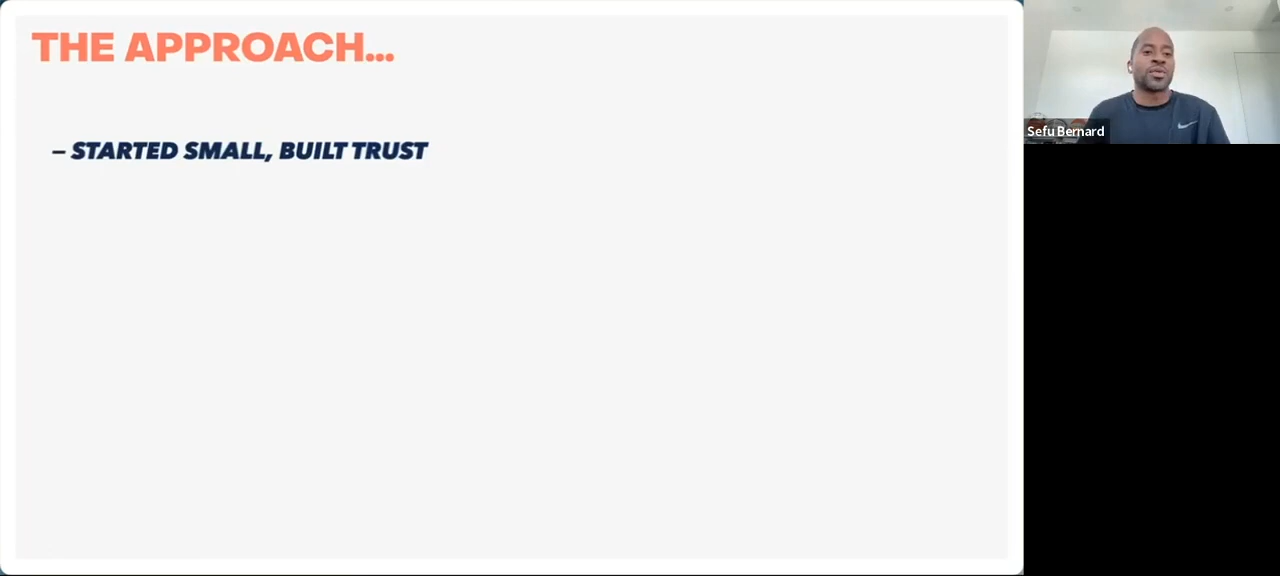 THE APPROACH...
– STARTED SMALL, BUILT TRUST
Sefu Bernard